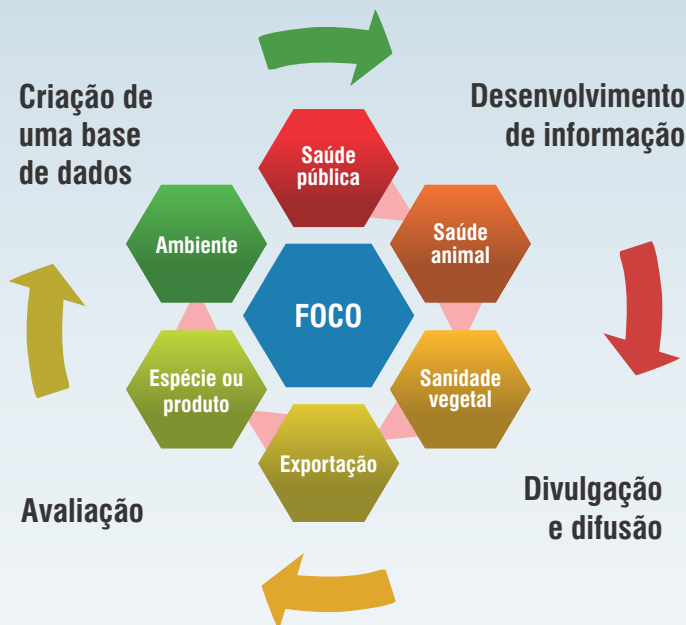 Criação de
uma base
de dados
Desenvolvimento
de informação
Saúde
pública
Ambiente
Saúde
animal
FOCO
Espécie ou
produto
Sanidade
vegetal
Exportação
Avaliação
Divulgação
e difusão